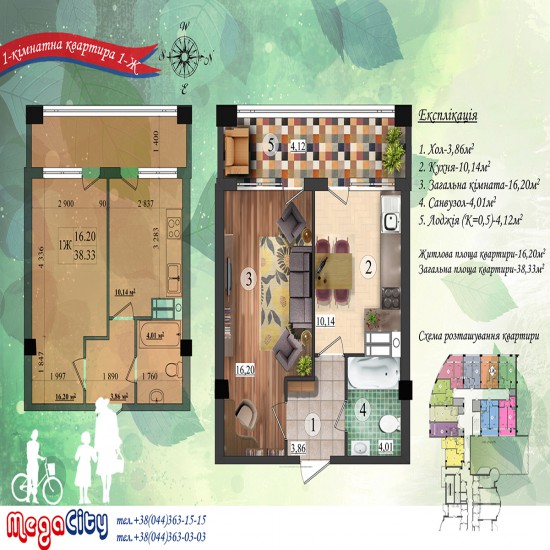 1-кімнатна квартира 1-Ж
S
W
N
E
1 400
2 900
90
2 837
4 336
1Ж
16.20
38.33
3 283
10.14 м²
4.01 м²
1 847
1 997
1 890
1 760
16.20 м²
3.86 м²
5
4,12
3
2
10,14
16,20
1
4
3,86
4,01
Експлікація
1. Хол-3,86м²
2. Кухня-10,14м²
3. Загальна кімната-16,20м²
4. Санвузол-4,01м²
5. Лоджія (К=0,5)-4,12м²
Житлова площа квартири-16,20м²
Загальна площа квартири-38,33м²
Схема розташування квартири
MegaCity
тел.+38(044)363-15-15
тел.+38(044)363-03-03